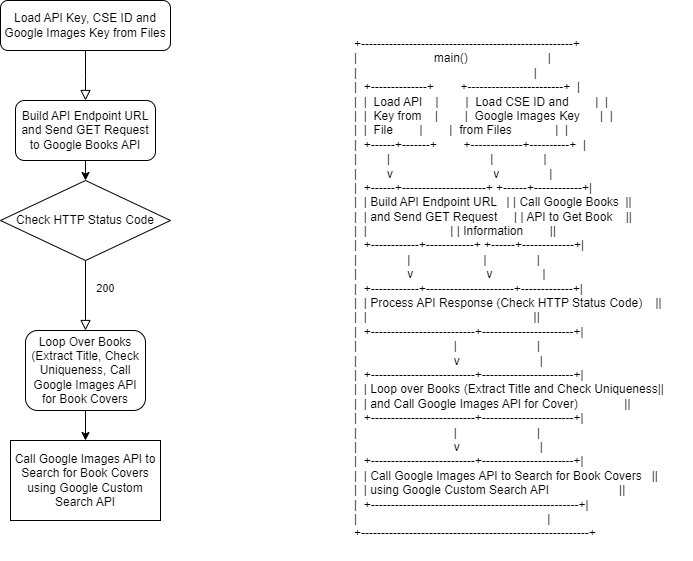 Load API Key, CSE ID and
Google Images Key from Files
Build API Endpoint URL
and Send GET Request
to Google Books API
Check HTTP Status Code
200
Loop Over Books
(Extract Title, Check
Uniqueness, Call
Google Images API
for Book Covers
Call Google Images API to
Search for Book Covers
using Google Custom
Search API
+-----------------------------------------------------+
| main() |
| |
| +--------------+ +------------------------+ |
| | Load API | | Load CSE ID and | |
| | Key from | | Google Images Key | |
| | File | | from Files | |
| +------+-------+ +------------+----------+ |
| | | |
| v v |
| +------+----------------------+ +------+------------+|
| | Build API Endpoint URL | | Call Google Books ||
| | and Send GET Request | | API to Get Book ||
| | | | Information ||
| +------------+------------+ +------+-------------+|
| | | |
| v v |
| +------------+----------------------+-------------+|
| | Process API Response (Check HTTP Status Code) ||
| | ||
| +--------------------------+-----------------------+|
| | |
| v |
| +--------------------------+-----------------------+|
| | Loop over Books (Extract Title and Check Uniqueness||
| | and Call Google Images API for Cover) ||
| +--------------------------+-----------------------+|
| | |
| v |
| +--------------------------+-----------------------+|
| | Call Google Images API to Search for Book Covers ||
| | using Google Custom Search API ||
| +----------------------------------------------------+|
| |
+---------------------------------------------------------+